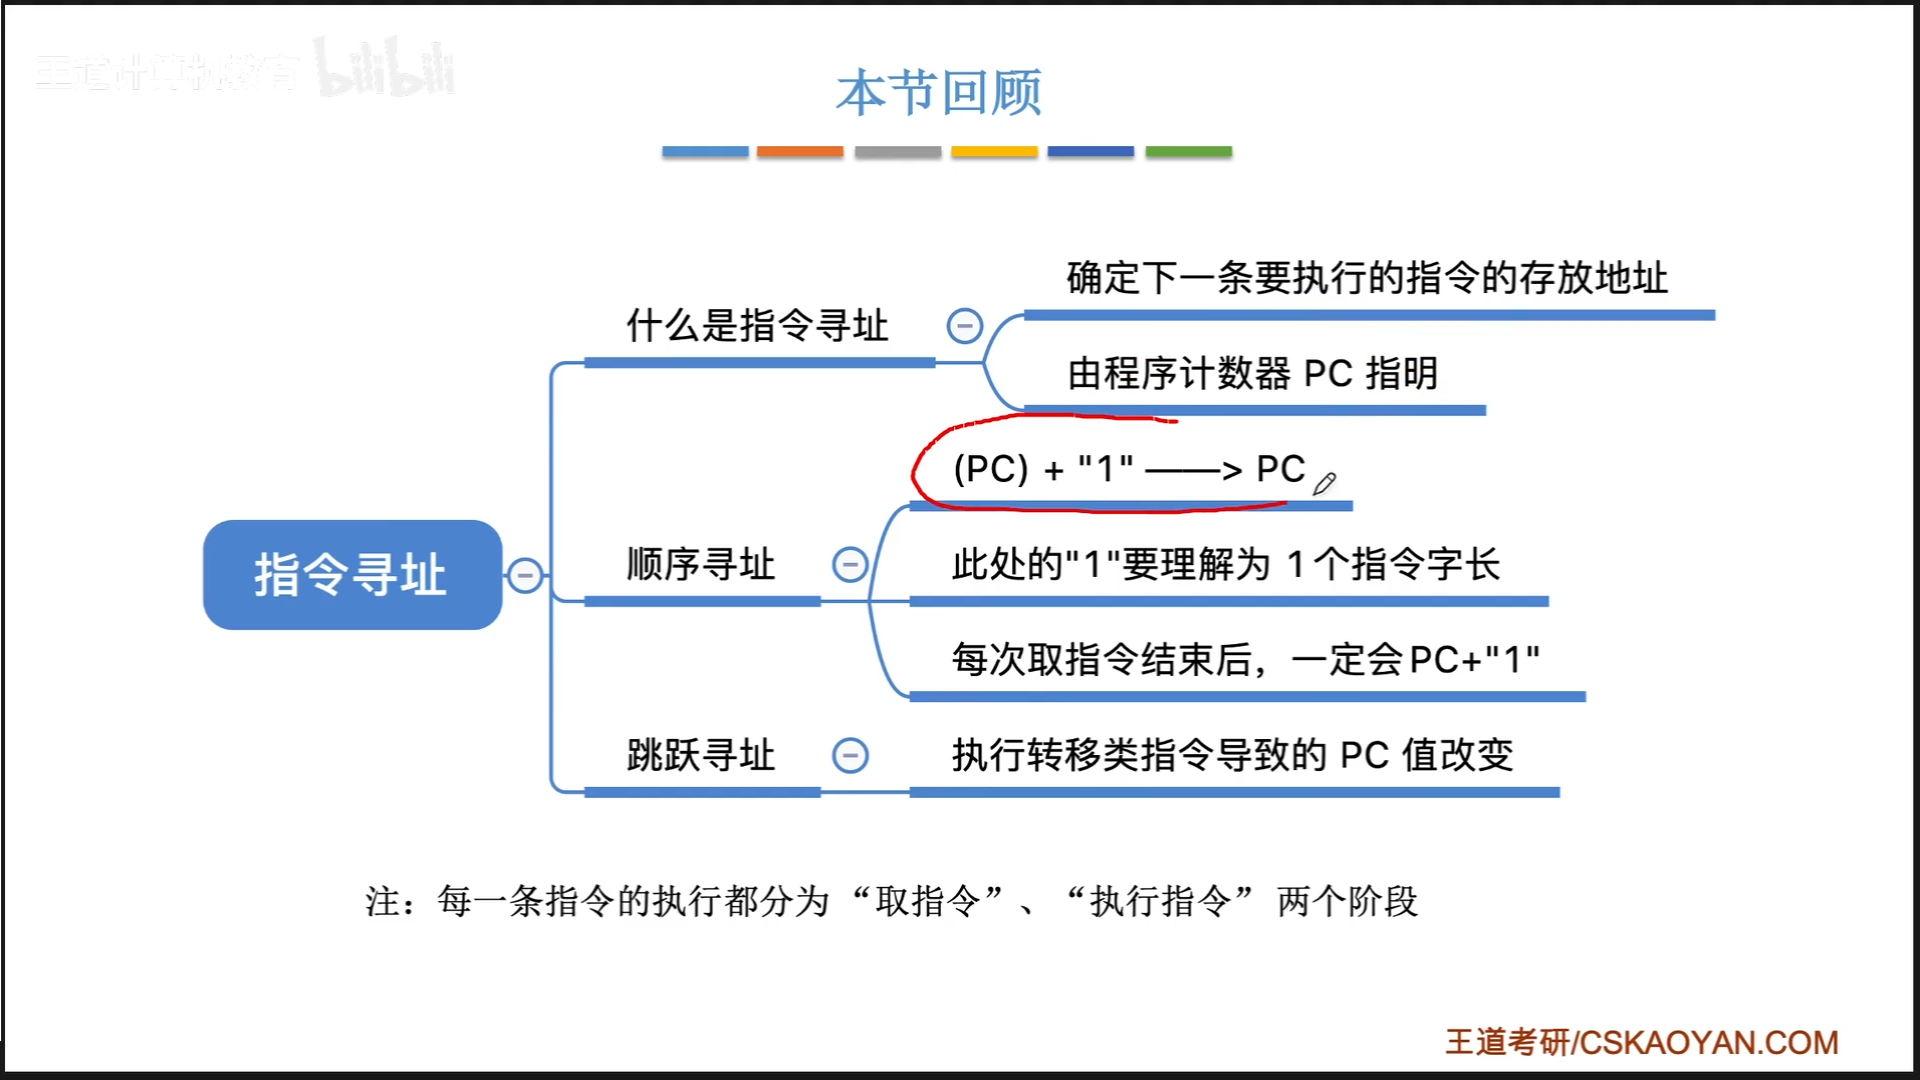 王道计算机教育 bilibili
本节回顾
确定下一条要执行的指令的存放地址
什么是指令寻址
由程序计数器 PC 指明
(PC) + "1" ——> PC
指令寻址
顺序寻址
此处的"1"要理解为 1个指令字长
每次取指令结束后，一定会PC+"1"
跳跃寻址
执行转移类指令导致的 PC 值改变
注：每一条指令的执行都分为“取指令”、“执行指令”两个阶段
王道考研/CSKAOYAN.COM